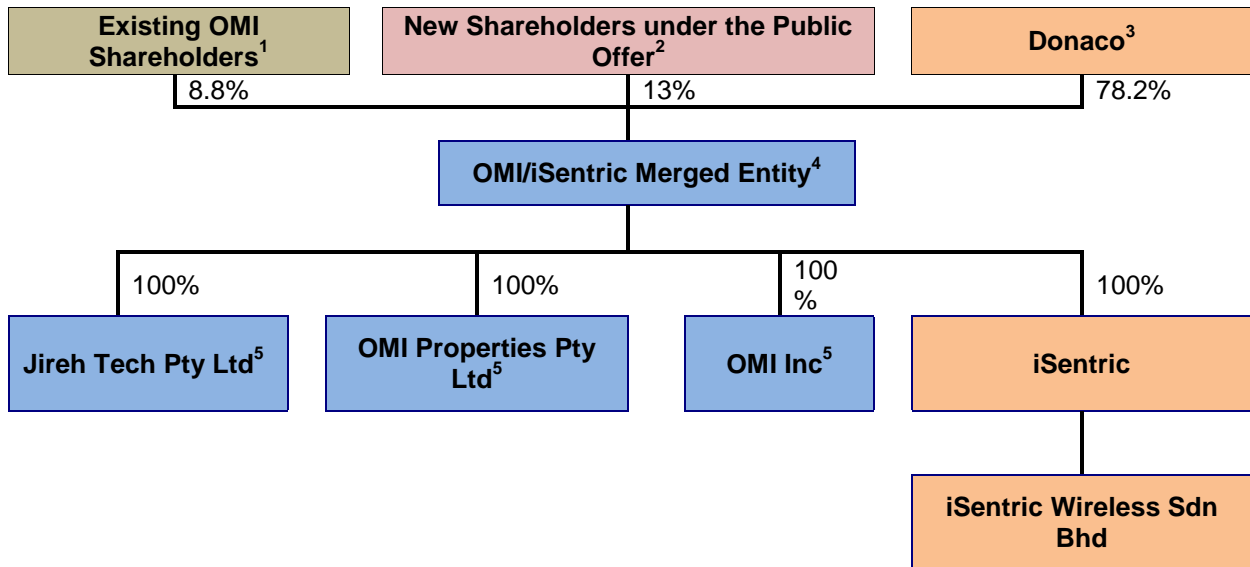 Existing OMI
Shareholders1
New Shareholders under the Public
Offer2
Donaco3
8.8%
13%
78.2%
OMI/iSentric Merged Entity4
100%
100%
100
%
100%
Jireh Tech Pty Ltd5
OMI Properties Pty
Ltd5
OMI Inc5
iSentric
iSentric Wireless Sdn
Bhd